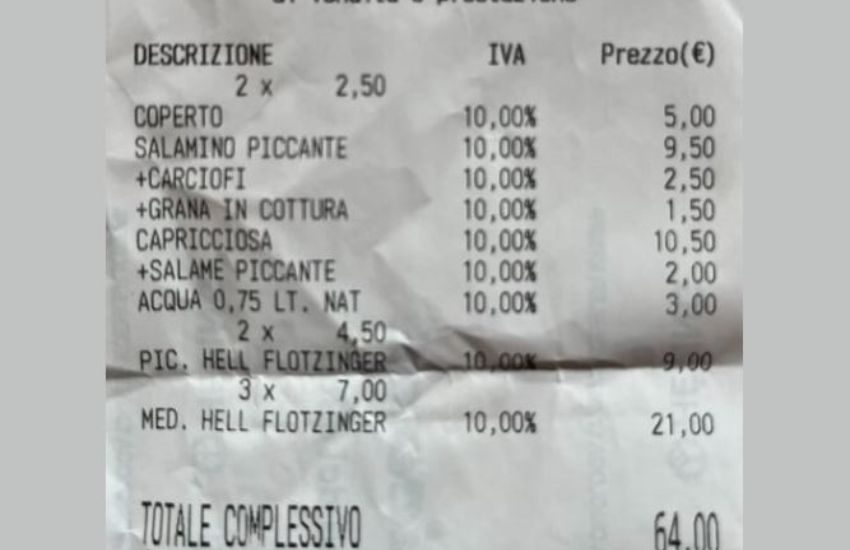 di vendita o prestazione
DESCRIZIONE IVA Prezzo(€)
2 x 2,50
COPERTO 10,00% 5,00
SALAMINO PICCANTE 10,00% 9,50
+CARCIOFI 10,00% 2,50
+GRANA IN COTTURA 10,00% 1,50
CAPRICCIOSA 10,00% 10,50
+SALAME PICCANTE 10,00% 2,00
ACQUA 0,75 LT. NAT 10,00% 3,00
2 x 4,50
PIC. HELL FLOTZINGER 10,00% 9,00
3 x 7,00
MED. HELL FLOTZINGER 10,00% 21,00
TOTALE COMPLESSIVO 64,00